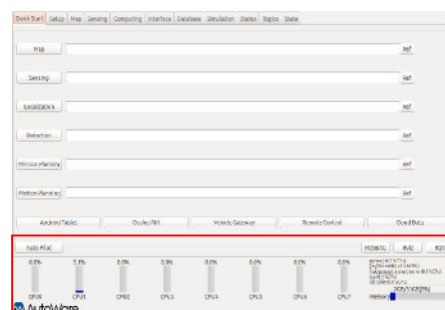 Quick Start Setup Map Sensing Computing Interface Database Simulation Status Topics State
Map Ref
Sensing Ref
Localization Ref
Detection Ref
Mission Planning Ref
Motion Planning Ref
Android Tablet Oculus Rift Vehicle Gateway Remote Control Cloud Data
Auto Pilot ROSBAG RViz
0.0% 3.1% 0.0% 0.0% 0.0% 0.0% 0.0% 0.0%
CPU0 CPU1 CPU2 CPU3 CPU4 CPU5 CPU6 CPU7 Memory
AutoWare